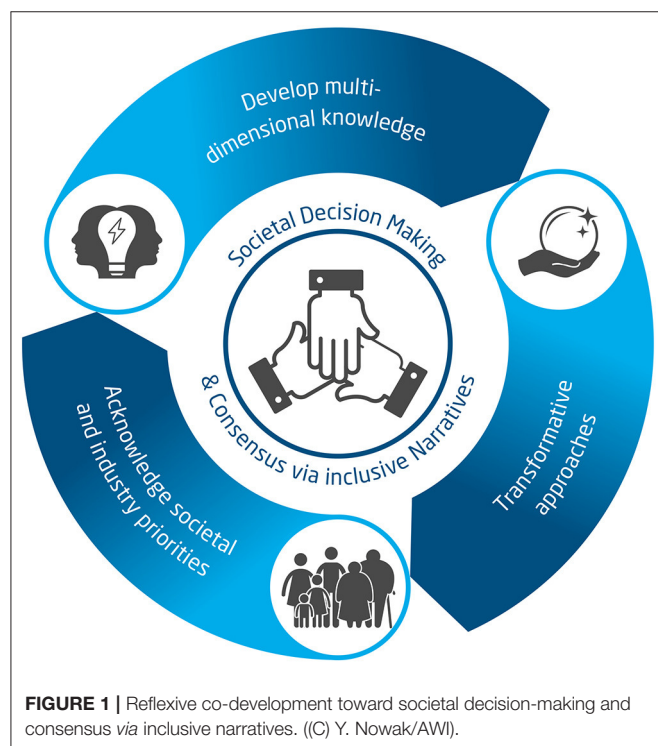 Develop multi-
dimensional knowledge
Societal Decision Making
& Consensus via inclusive Narratives
Acknowledge societal
and industry priorities
Transformative
approaches
FIGURE 1 | Reflexive co-development toward societal decision-making and
consensus via inclusive narratives. ((C) Y. Nowak/AWI).